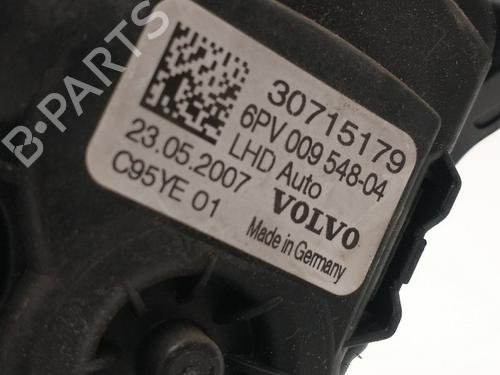 30715179
6PV 009 548-04
LHD Auto
23.05.2007
VOLVO
C95YE 01
Made in Germany
B-PARTS